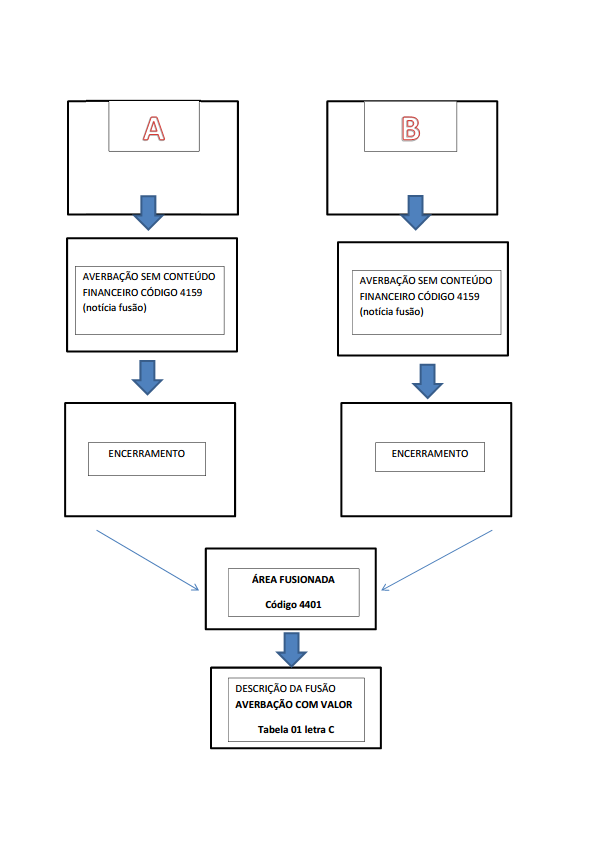 A
B
AVERBAÇÃO SEM CONTEÚDO
FINANCEIRO CÓDIGO 4159
(notícia fusão)
AVERBAÇÃO SEM CONTEÚDO
FINANCEIRO CÓDIGO 4159
(notícia fusão)
ENCERRAMENTO
ENCERRAMENTO
ÁREA FUSIONADA
Código 4401
DESCRIÇÃO DA FUSÃO
AVERBAÇÃO COM VALOR
Tabela 01 letra C